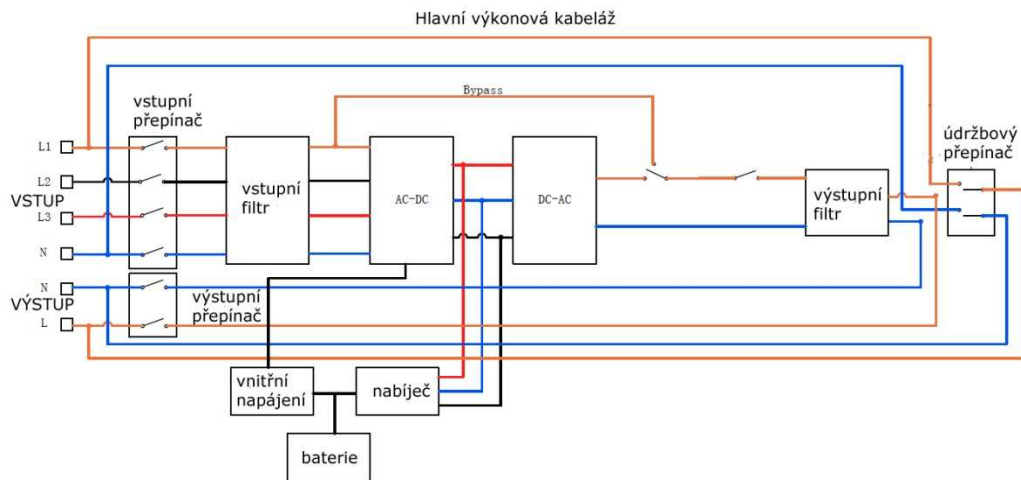 Hlavní výkonová kabeláž
Bypass
vstupní
přepínač
údržbový
přepínač
L1
L2
VSTUP
L3
N
vstupní
filtr
AC-DC
DC-AC
výstupní
filtr
N
VÝSTUP
L
výstupní
přepínač
vnitřní
napájení
nabíječ
baterie